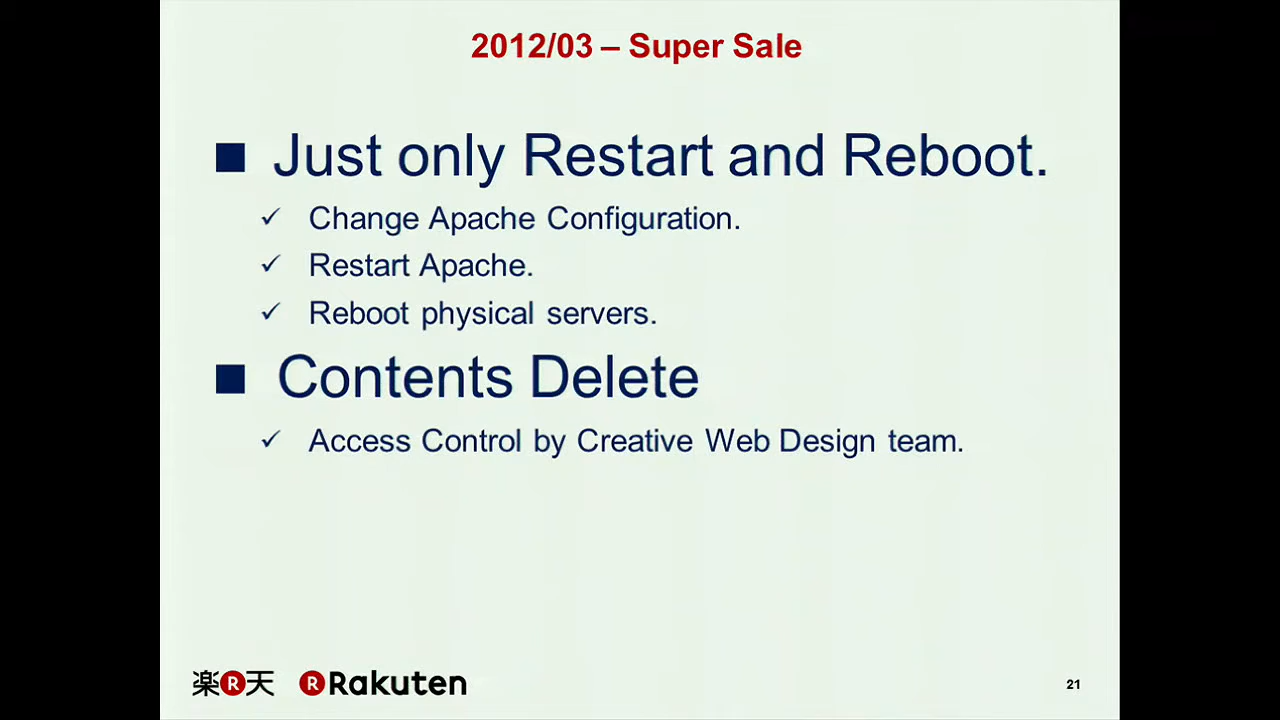 2012/03 – Super Sale
Just only Restart and Reboot.
Change Apache Configuration.
Restart Apache.
Reboot physical servers.
Contents Delete
Access Control by Creative Web Design team.
楽R天 R Rakuten
21